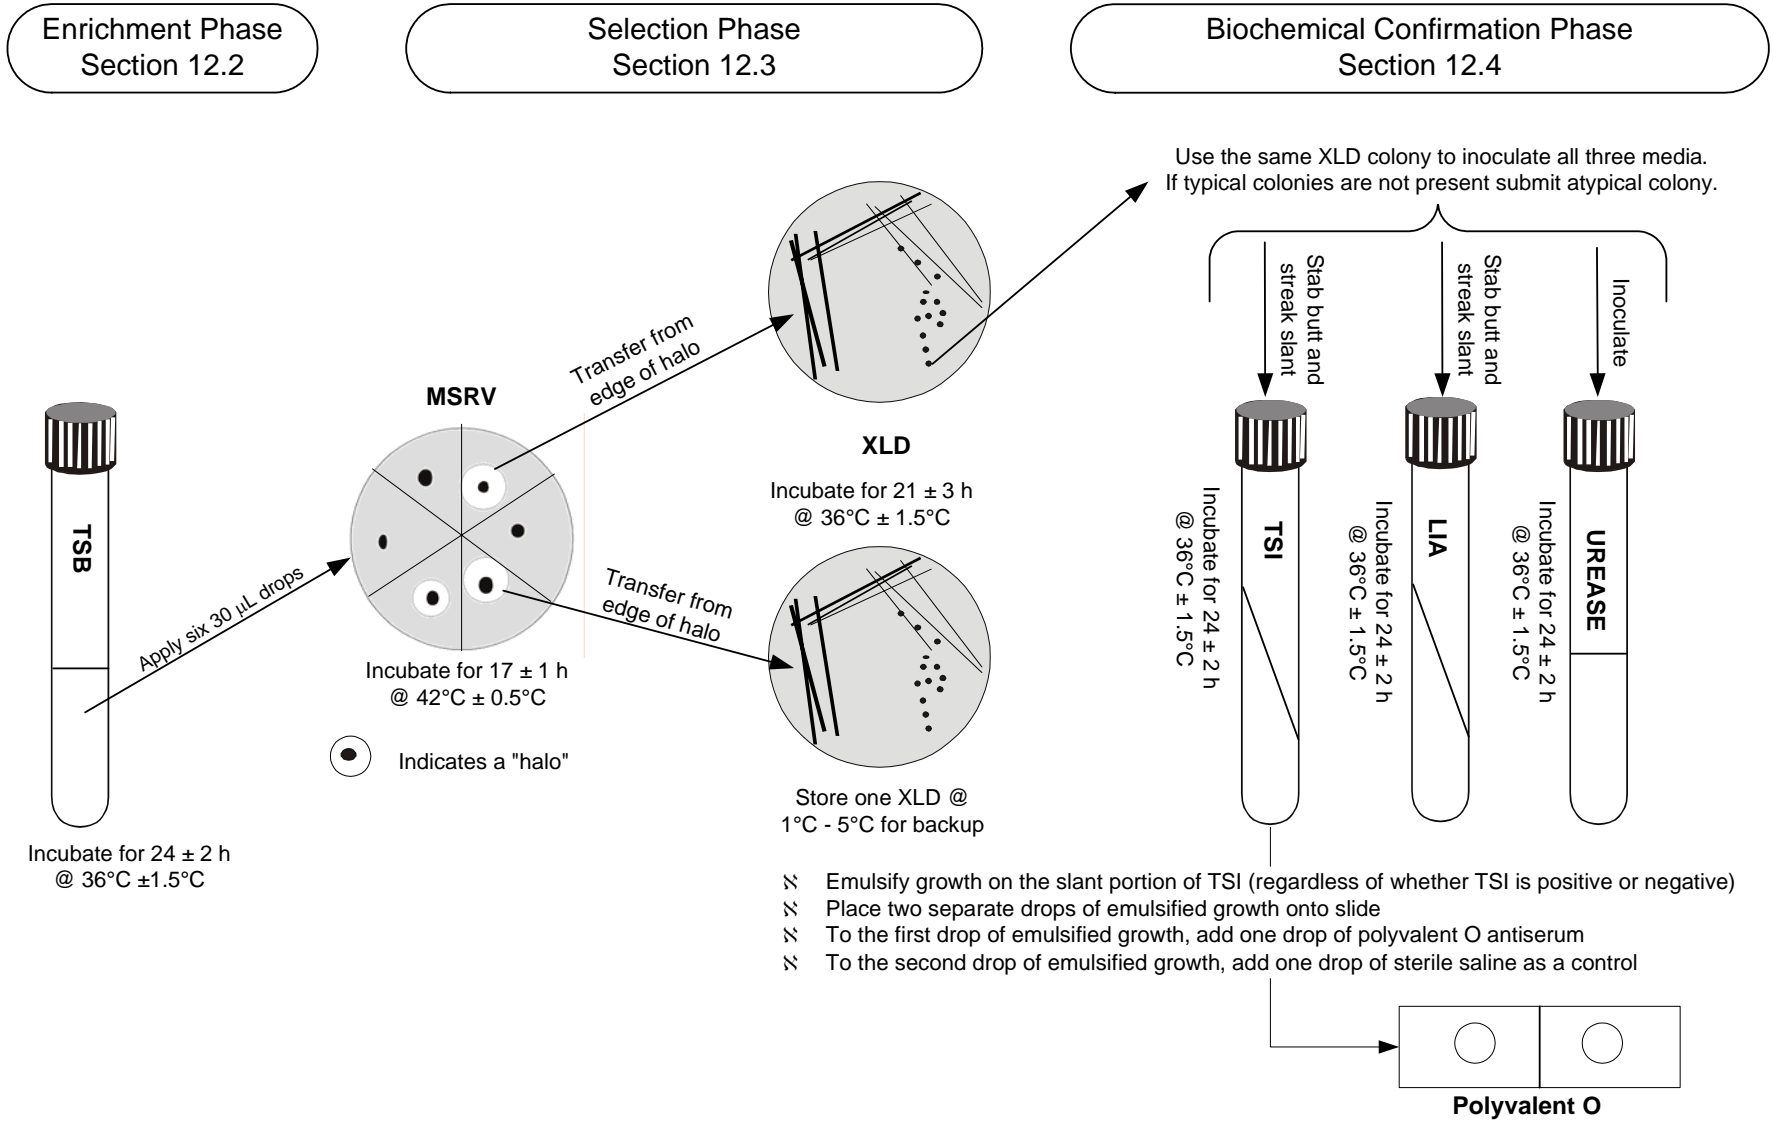 Enrichment Phase
Section 12.2
Selection Phase
Section 12.3
Biochemical Confirmation Phase
Section 12.4
TSB
Incubate for 24 ± 2 h
@ 36°C ±1.5°C
Apply six 30 μL drops
MSRV
Incubate for 17 ± 1 h
@ 42°C ± 0.5°C
Indicates a "halo"
Transfer from
edge of halo
Transfer from
edge of halo
XLD
Incubate for 21 ± 3 h
@ 36°C ± 1.5°C
Store one XLD @
1°C - 5°C for backup
Use the same XLD colony to inoculate all three media.
If typical colonies are not present submit atypical colony.
Stab butt and
streak slant
Stab butt and
streak slant
Inoculate
TSI
Incubate for 24 ± 2 h
@ 36°C ± 1.5°C
LIA
Incubate for 24 ± 2 h
@ 36°C ± 1.5°C
UREASE
Incubate for 24 ± 2 h
@ 36°C ± 1.5°C
ℵ Emulsify growth on the slant portion of TSI (regardless of whether TSI is positive or negative)
ℵ Place two separate drops of emulsified growth onto slide
ℵ To the first drop of emulsified growth, add one drop of polyvalent O antiserum
ℵ To the second drop of emulsified growth, add one drop of sterile saline as a control
Polyvalent O